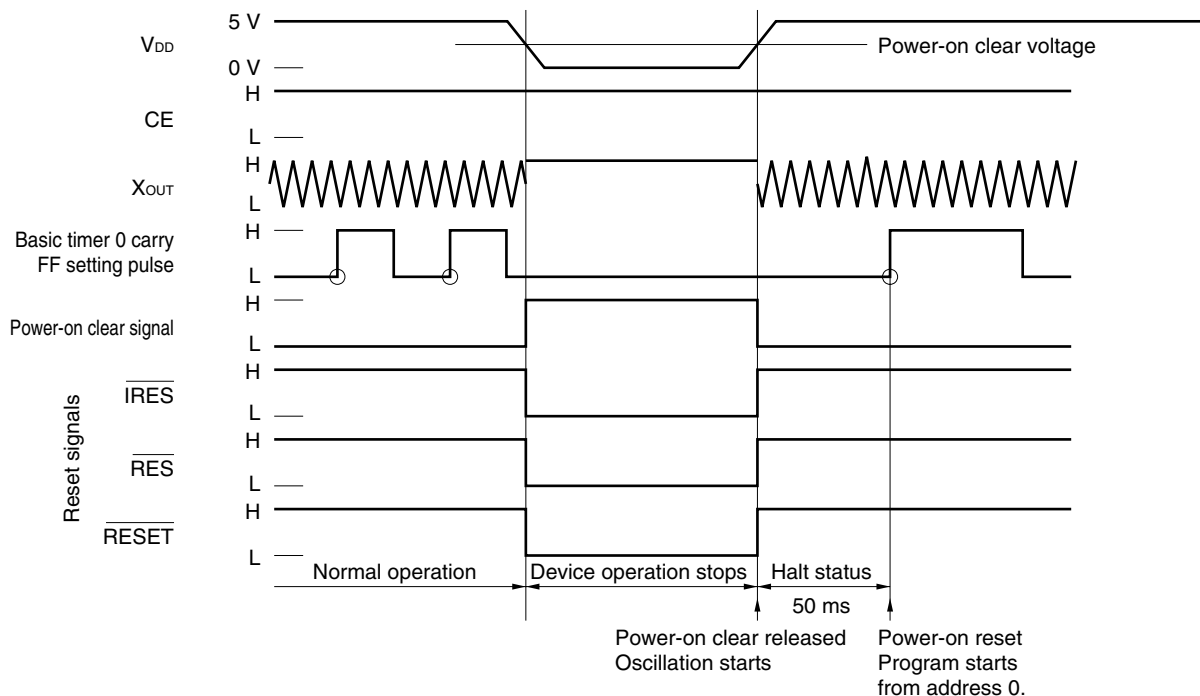 5 V
VDD
Power-on clear voltage
0 V
H
CE
L
H
XOUT
L
H
Basic timer 0 carry
FF setting pulse
L
H
Power-on clear signal
L
H
IRES
L
H
Reset signals
RES
L
H
RESET
L
Normal operation
Device operation stops
Halt status
50 ms
Power-on clear released
Oscillation starts
Power-on reset
Program starts
from address 0.